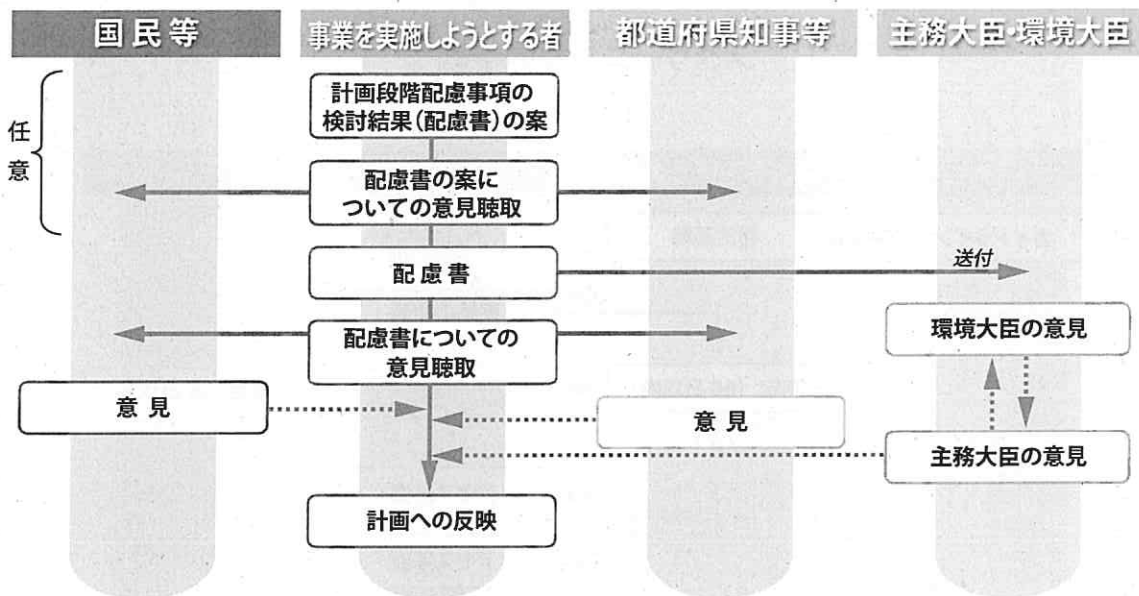 国民等
事業を実施しようとする者
都道府県知事等
主務大臣・環境大臣
任意
計画段階配慮事項の
検討結果(配慮書)の案
配慮書の案に
ついての意見聴取
配慮書
送付
配慮書についての
意見聴取
環境大臣の意見
意見
意見
主務大臣の意見
計画への反映